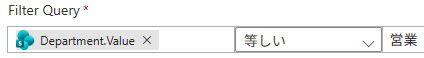 Filter Query *
Department.Value × 等しい 営業